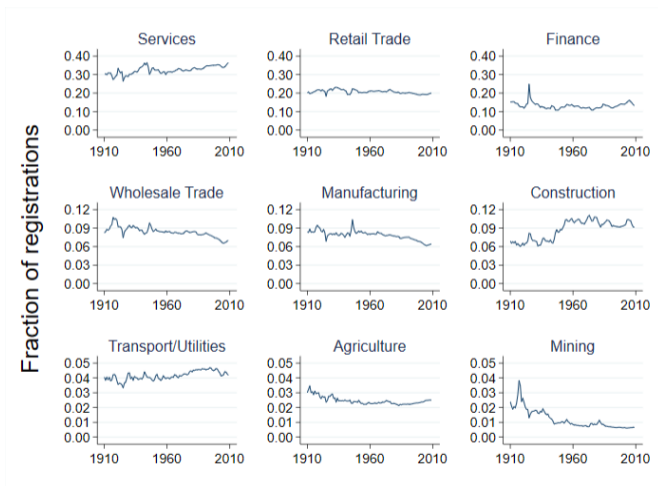 Fraction of registrations
Services
0.40
0.30
0.20
0.10
0.00
1910 1960 2010
Retail Trade
0.40
0.30
0.20
0.10
0.00
1910 1960 2010
Finance
0.40
0.30
0.20
0.10
0.00
1910 1960 2010
Wholesale Trade
0.12
0.09
0.06
0.03
0.00
1910 1960 2010
Manufacturing
0.12
0.09
0.06
0.03
0.00
1910 1960 2010
Construction
0.12
0.09
0.06
0.03
0.00
1910 1960 2010
Transport/Utilities
0.05
0.04
0.03
0.02
0.01
0.00
1910 1960 2010
Agriculture
0.05
0.04
0.03
0.02
0.01
0.00
1910 1960 2010
Mining
0.05
0.04
0.03
0.02
0.01
0.00
1910 1960 2010